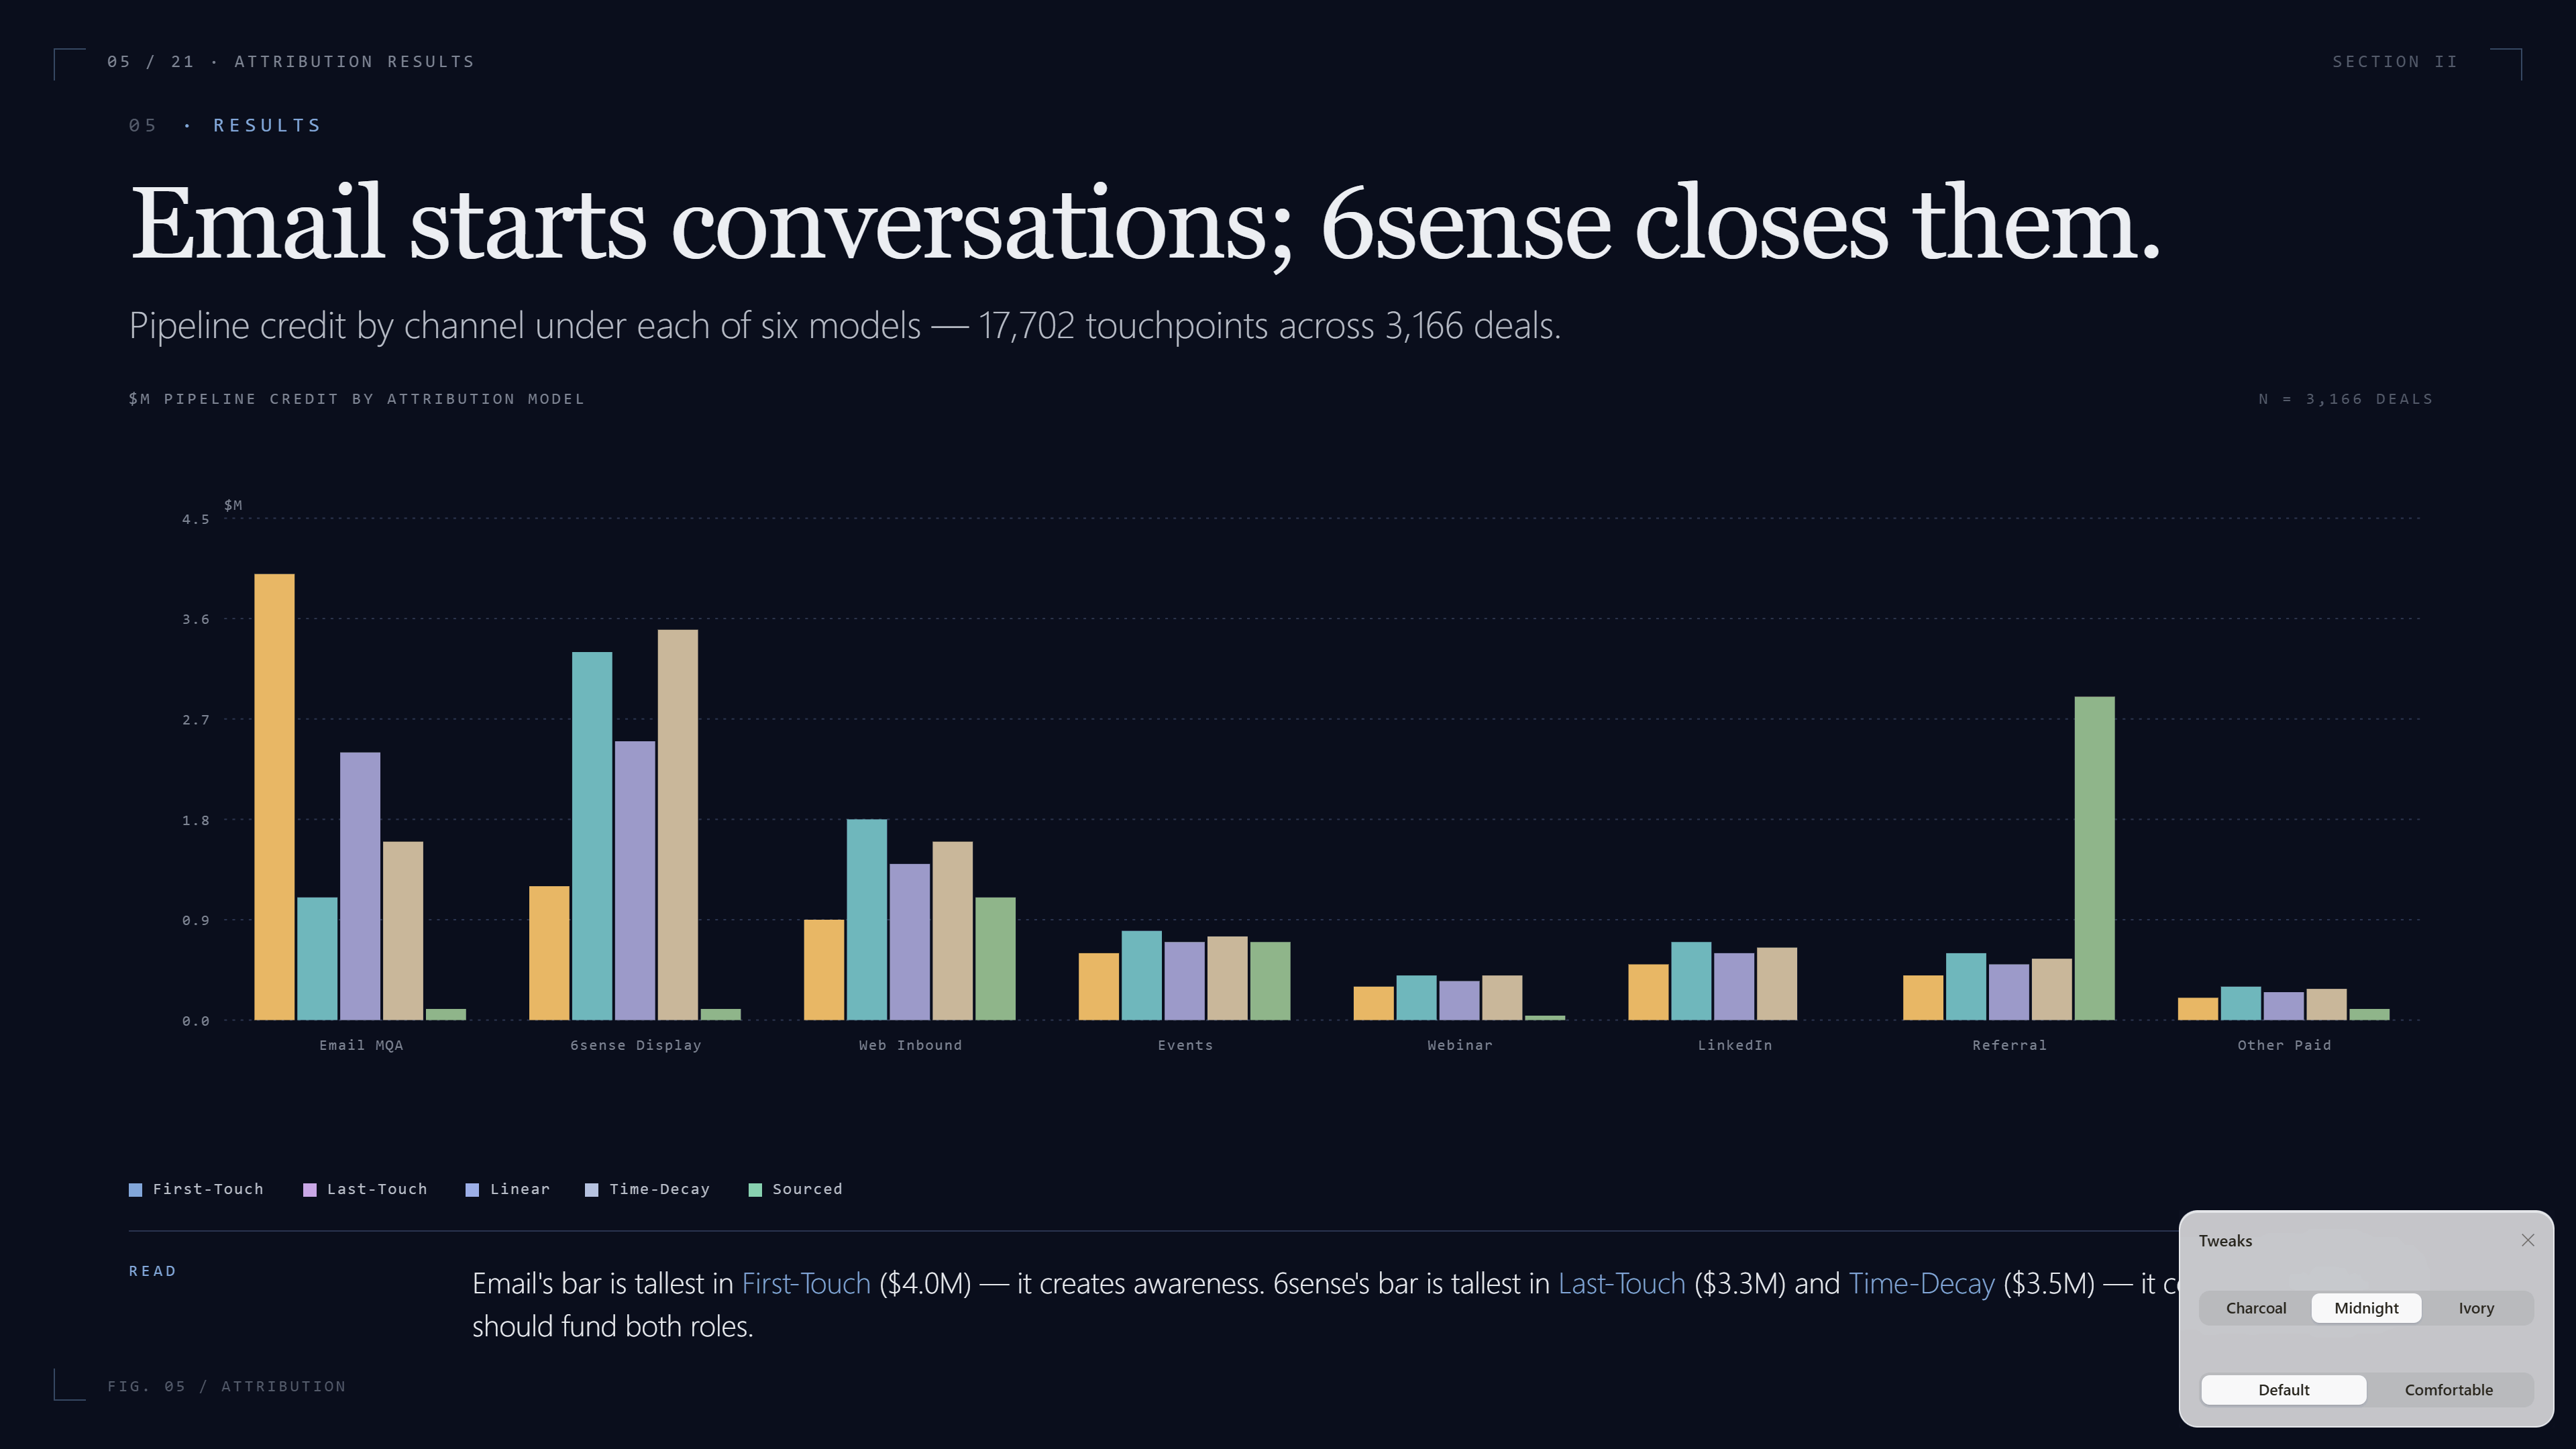 05 / 21 · ATTRIBUTION RESULTS
SECTION II
05 · RESULTS
Email starts conversations; 6sense closes them.
Pipeline credit by channel under each of six models — 17,702 touchpoints across 3,166 deals.
$M PIPELINE CREDIT BY ATTRIBUTION MODEL
N = 3,166 DEALS
$M
4.5
3.6
2.7
1.8
0.9
0.0
Email MQA
6sense Display
Web Inbound
Events
Webinar
LinkedIn
Referral
Other Paid
First-Touch
Last-Touch
Linear
Time-Decay
Sourced
READ
Email's bar is tallest in First-Touch ($4.0M) — it creates awareness. 6sense's bar is tallest in Last-Touch ($3.3M) and Time-Decay ($3.5M) — it
should fund both roles.
FIG. 05 / ATTRIBUTION
Tweaks
Charcoal
Midnight
Ivory
Default
Comfortable